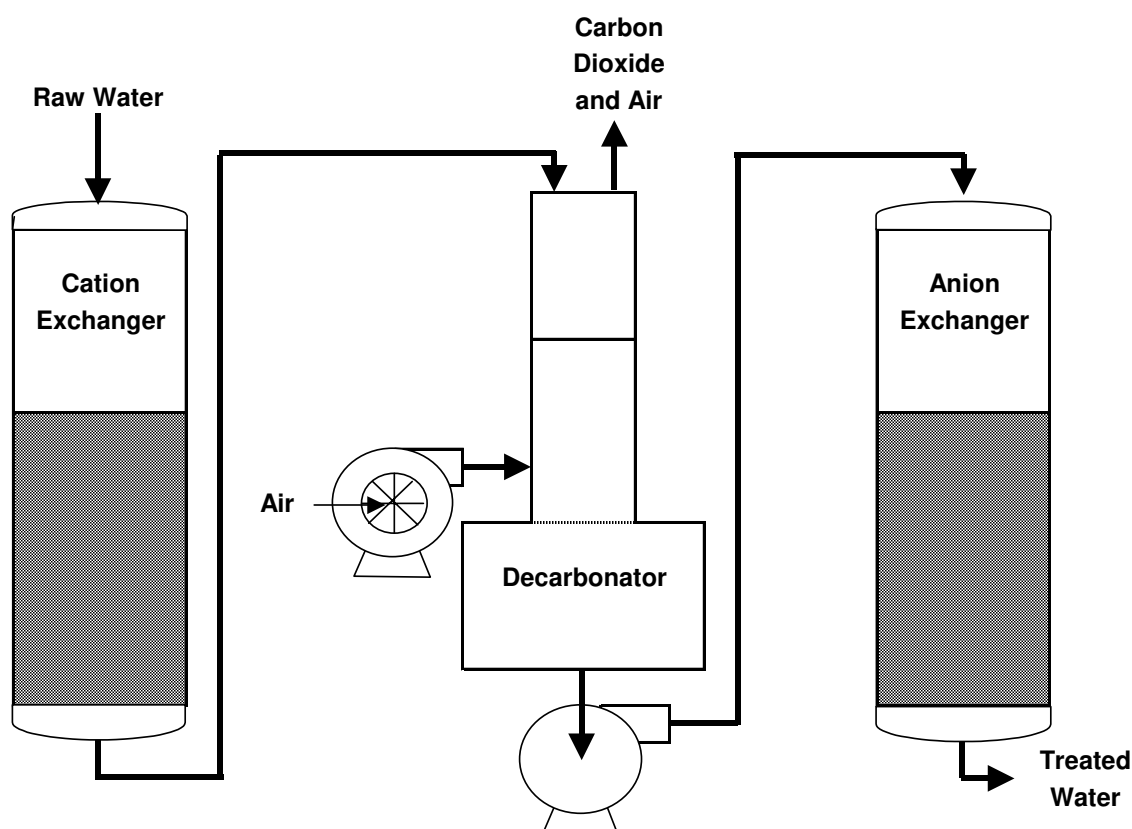 Carbon
Dioxide
and Air
Raw Water
Cation
Exchanger
Anion
Exchanger
Air
Decarbonator
Treated
Water